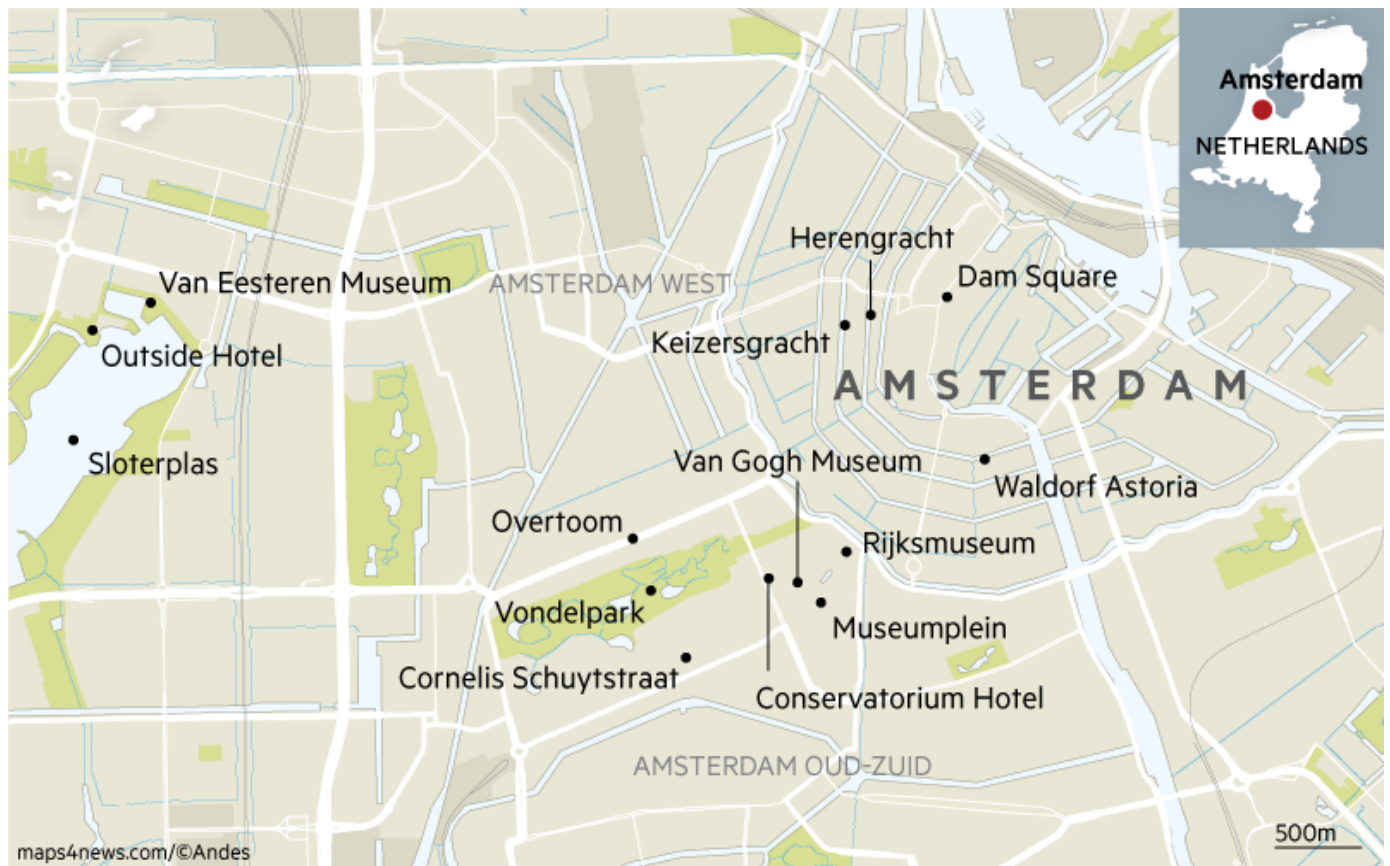 Amsterdam
NETHERLANDS
Herengracht
Dam Square
Van Eesteren Museum
AMSTERDAM WEST
Outside Hotel
Keizersgracht
AMSTERDAM
Sloterplas
Van Gogh Museum
Waldorf Astoria
Overtoom
Rijksmuseum
Vondelpark
Museumplein
Cornelis Schuytstraat
Conservatorium Hotel
AMSTERDAM OUD-ZUID
500m
maps4news.com/©Andes